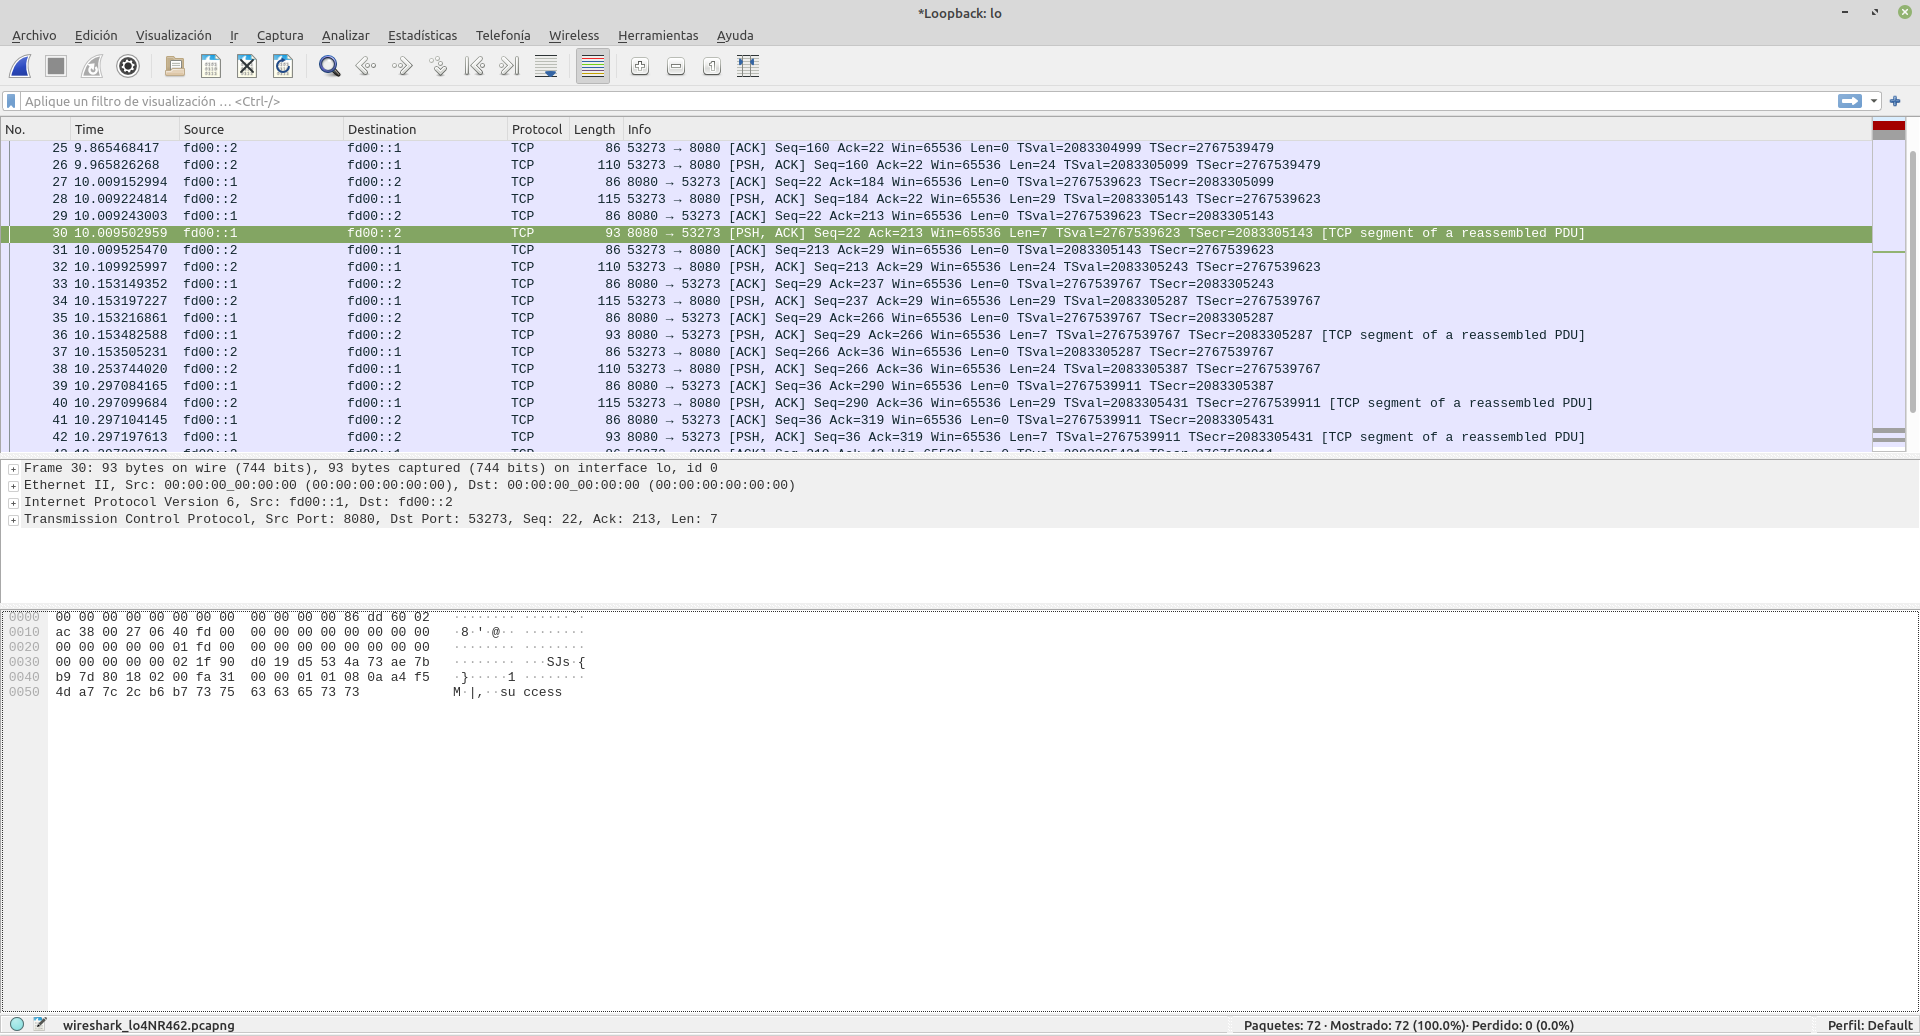 *Loopback: lo
Archivo Edición Visualización Ir Captura Analizar Estadísticas Telefonía Wireless Herramientas Ayuda
Aplique un filtro de visualización … <Ctrl-/>
No. Time Source Destination Protocol Length Info
25 9.865468417 fd00::2 fd00::1 TCP 86 53273 → 8080 [ACK] Seq=160 Ack=22 Win=65536 Len=0 TSval=2083304999 TSecr=2767539479
26 9.965826268 fd00::2 fd00::1 TCP 110 53273 → 8080 [PSH, ACK] Seq=160 Ack=22 Win=65536 Len=24 TSval=2083305099 TSecr=2767539479
27 10.009152994 fd00::1 fd00::2 TCP 86 8080 → 53273 [ACK] Seq=22 Ack=184 Win=65536 Len=0 TSval=2767539623 TSecr=2083305099
28 10.009224814 fd00::2 fd00::1 TCP 115 53273 → 8080 [PSH, ACK] Seq=184 Ack=22 Win=65536 Len=29 TSval=2083305143 TSecr=2767539623
29 10.009243003 fd00::1 fd00::2 TCP 86 8080 → 53273 [ACK] Seq=22 Ack=213 Win=65536 Len=0 TSval=2767539623 TSecr=2083305143
30 10.009502959 fd00::1 fd00::2 TCP 93 8080 → 53273 [PSH, ACK] Seq=22 Ack=213 Win=65536 Len=7 TSval=2767539623 TSecr=2083305143 [TCP segment of a reassembled PDU]
31 10.009525470 fd00::2 fd00::1 TCP 86 53273 → 8080 [ACK] Seq=213 Ack=29 Win=65536 Len=0 TSval=2083305143 TSecr=2767539623
32 10.109925997 fd00::2 fd00::1 TCP 110 53273 → 8080 [PSH, ACK] Seq=213 Ack=29 Win=65536 Len=24 TSval=2083305243 TSecr=2767539623
33 10.153149352 fd00::1 fd00::2 TCP 86 8080 → 53273 [ACK] Seq=29 Ack=237 Win=65536 Len=0 TSval=2767539767 TSecr=2083305243
34 10.153197227 fd00::2 fd00::1 TCP 115 53273 → 8080 [PSH, ACK] Seq=237 Ack=29 Win=65536 Len=29 TSval=2083305287 TSecr=2767539767
35 10.153216861 fd00::1 fd00::2 TCP 86 8080 → 53273 [ACK] Seq=29 Ack=266 Win=65536 Len=0 TSval=2767539767 TSecr=2083305287
36 10.153482588 fd00::1 fd00::2 TCP 93 8080 → 53273 [PSH, ACK] Seq=29 Ack=266 Win=65536 Len=7 TSval=2767539767 TSecr=2083305287 [TCP segment of a reassembled PDU]
37 10.153505231 fd00::2 fd00::1 TCP 86 53273 → 8080 [ACK] Seq=266 Ack=36 Win=65536 Len=0 TSval=2083305287 TSecr=2767539767
38 10.253744020 fd00::2 fd00::1 TCP 110 53273 → 8080 [PSH, ACK] Seq=266 Ack=36 Win=65536 Len=24 TSval=2083305387 TSecr=2767539767
39 10.297084165 fd00::1 fd00::2 TCP 86 8080 → 53273 [ACK] Seq=36 Ack=290 Win=65536 Len=0 TSval=2767539911 TSecr=2083305387
40 10.297099684 fd00::2 fd00::1 TCP 115 53273 → 8080 [PSH, ACK] Seq=290 Ack=36 Win=65536 Len=29 TSval=2083305431 TSecr=2767539911 [TCP segment of a reassembled PDU]
41 10.297104145 fd00::1 fd00::2 TCP 86 8080 → 53273 [ACK] Seq=36 Ack=319 Win=65536 Len=0 TSval=2767539911 TSecr=2083305431
42 10.297197613 fd00::1 fd00::2 TCP 93 8080 → 53273 [PSH, ACK] Seq=36 Ack=319 Win=65536 Len=7 TSval=2767539911 TSecr=2083305431 [TCP segment of a reassembled PDU]
Frame 30: 93 bytes on wire (744 bits), 93 bytes captured (744 bits) on interface lo, id 0
Ethernet II, Src: 00:00:00_00:00:00 (00:00:00:00:00:00), Dst: 00:00:00_00:00:00 (00:00:00:00:00:00)
Internet Protocol Version 6, Src: fd00::1, Dst: fd00::2
Transmission Control Protocol, Src Port: 8080, Dst Port: 53273, Seq: 22, Ack: 213, Len: 7
0000 00 00 00 00 00 00 00 00 00 00 00 00 86 dd 60 02 ········ ······`·
0010 ac 38 00 27 06 40 fd 00 00 00 00 00 00 00 00 00 ·8·'·@·· ········
0020 00 00 00 00 00 01 fd 00 00 00 00 00 00 00 00 00 ········ ········
0030 00 00 00 00 00 02 1f 90 d0 19 d5 53 4a 73 ae 7b ········ ···SJs·{
0040 b9 7d 80 18 02 00 fa 31 00 00 01 01 08 0a a4 f5 ·}·····1 ········
0050 4d a7 7c 2c b6 b7 73 75 63 63 65 73 73 M·|,··su ccess
wireshark_lo4NR462.pcapng Paquetes: 72 · Mostrado: 72 (100.0%)· Perdido: 0 (0.0%) Perfil: Default